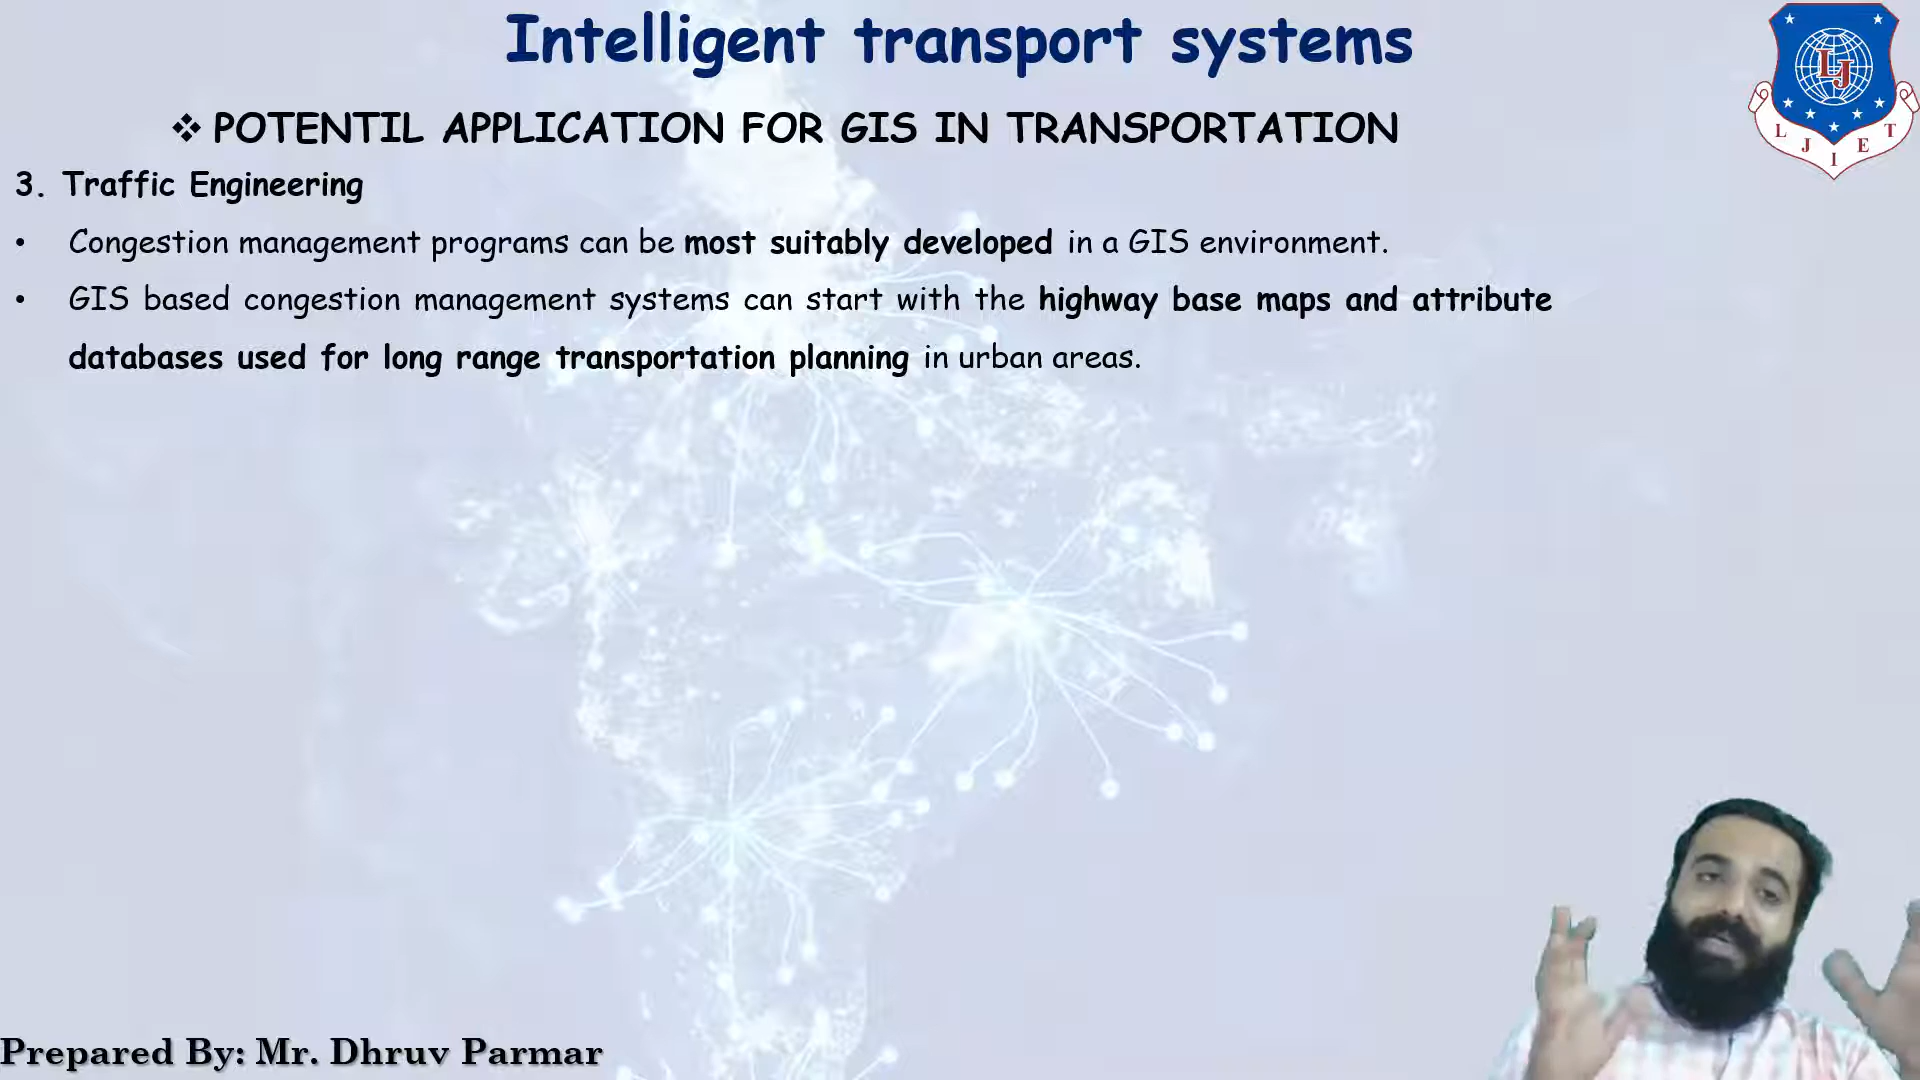 Intelligent transport systems
❖ POTENTIL APPLICATION FOR GIS IN TRANSPORTATION
3. Traffic Engineering
• Congestion management programs can be most suitably developed in a GIS environment.
• GIS based congestion management systems can start with the highway base maps and attribute
databases used for long range transportation planning in urban areas.
LJ
L J I E T
Prepared By: Mr. Dhruv Parmar